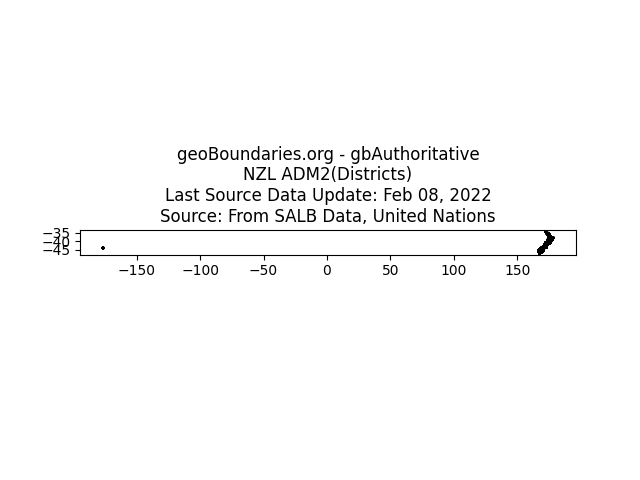 geoBoundaries.org - gbAuthoritative
NZL ADM2(Districts)
Last Source Data Update: Feb 08, 2022
Source: From SALB Data, United Nations
−35
−40
−45
−150 −100 −50 0 50 100 150